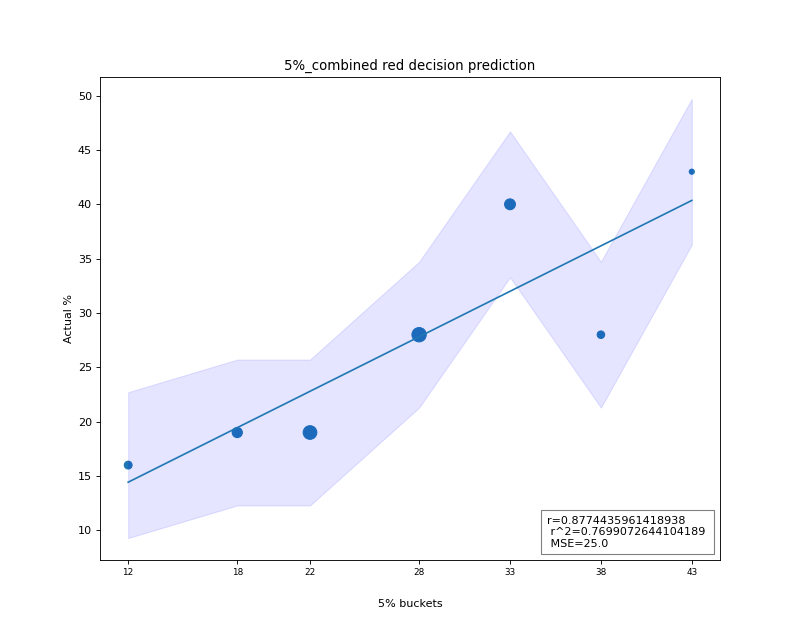 5%_combined red decision prediction
50
45
40
35
30
25
20
15
10
Actual %
r=0.8774435961418938
r^2=0.7699072644104189
MSE=25.0
12 18 22 28 33 38 43
5% buckets